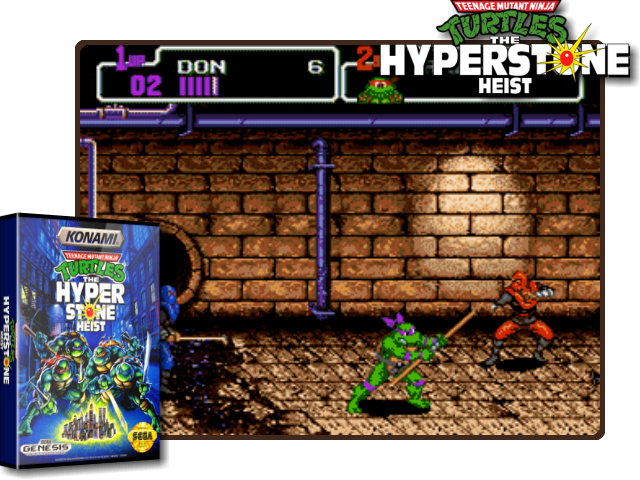 TEENAGE MUTANT NINJA
TURTLES
THE
HYPERSTONE
HEIST
1UP
DON 6
02
2
KONAMI
TEENAGE MUTANT NINJA
TURTLES
THE
HYPER
STONE
HEIST
HYPERSTONE
SEGA
GENESIS
SEGA